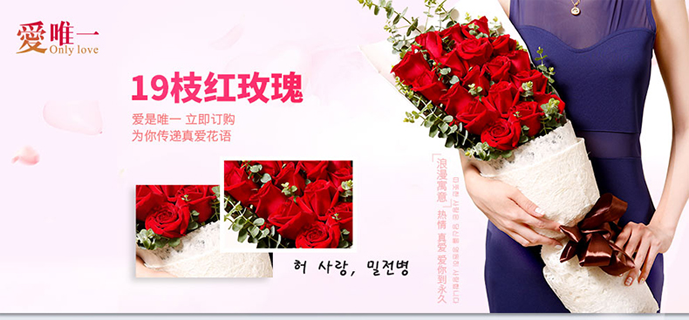 愛唯一
Only love
19枝红玫瑰
爱是唯一 立即订购
为你传递真爱花语
「浪漫寓意」
热情 真爱 爱你到永久
허 사랑, 밀전병